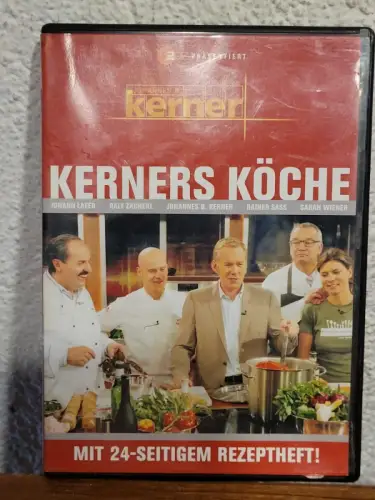 PRÄSENTIERT
kerner
KERNERS KÖCHE
JOHANN LAFER RALF ZACHERL JOHANNES B. KERNER RAINER SASS SARAH WIENER
MIT 24-SEITIGEM REZEPTHEFT!